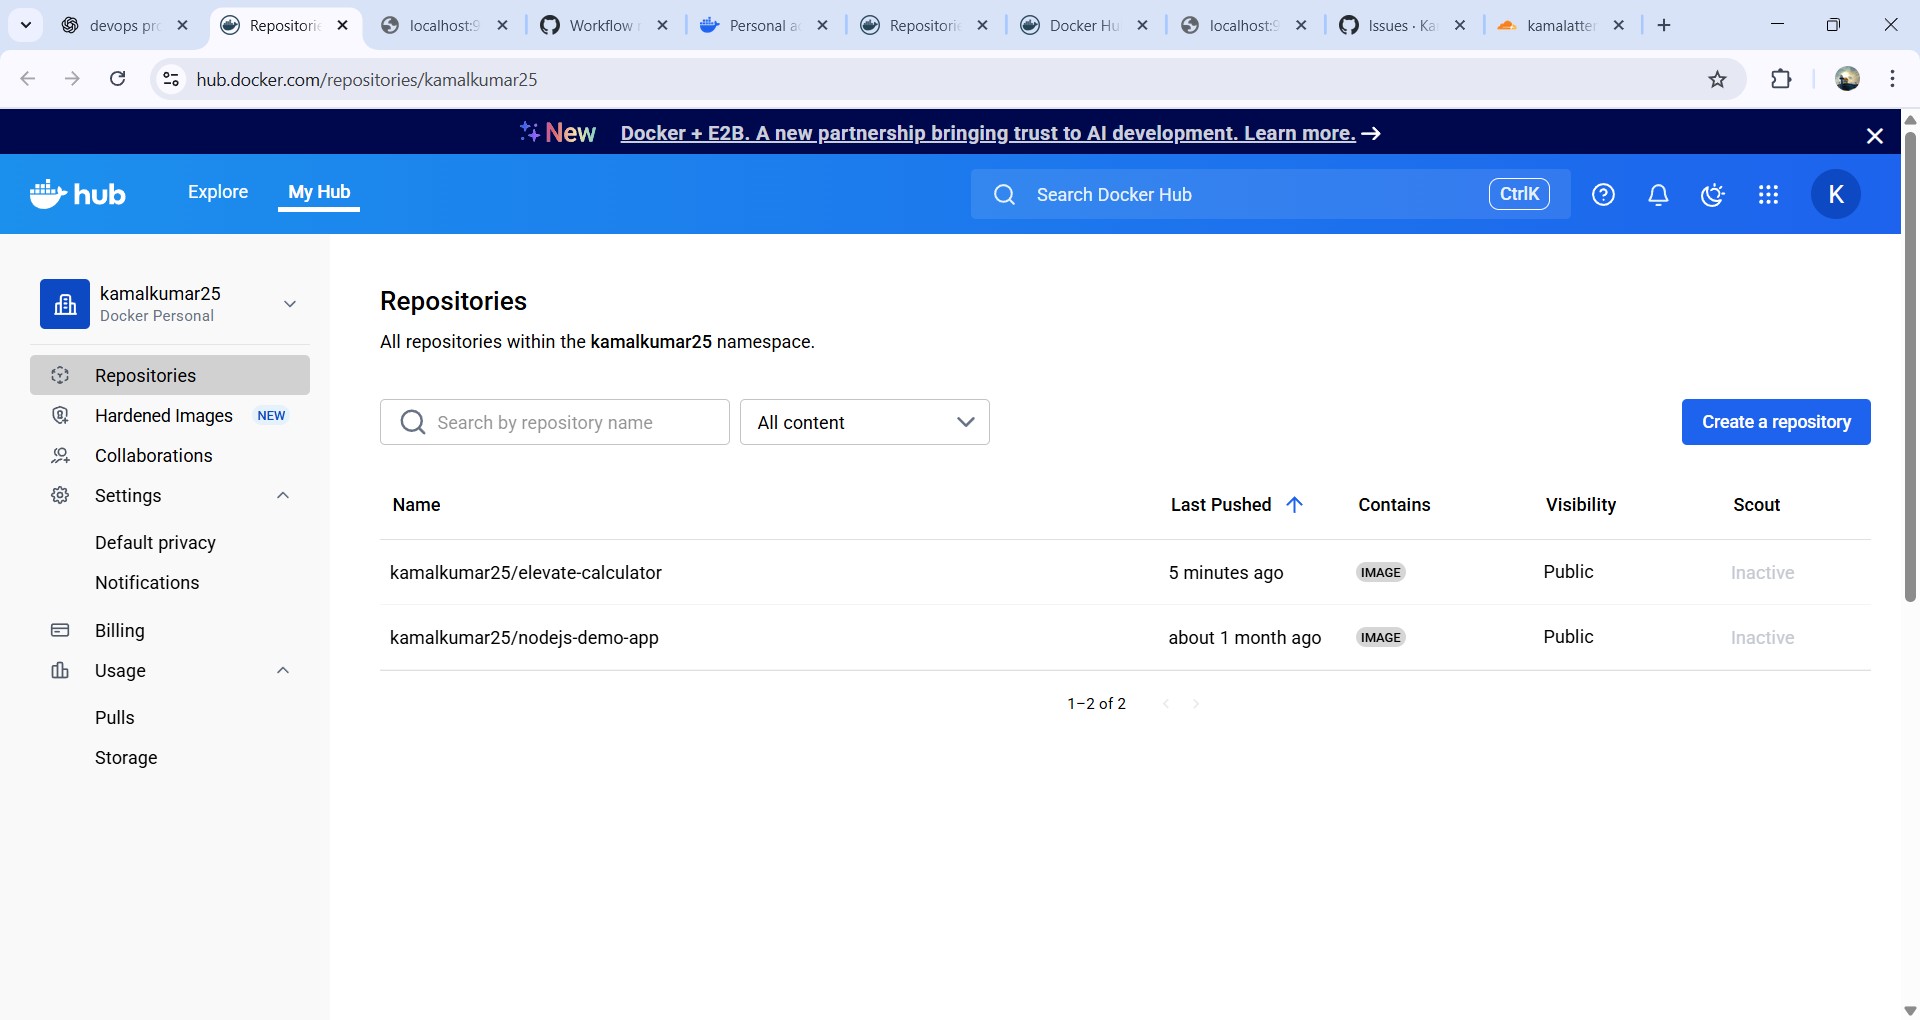 devops pro
Repositorie
localhost:9
Workflow r
Personal ac
Repositorie
Docker Hu
localhost:9
Issues · Ka
kamalatter
hub.docker.com/repositories/kamalkumar25
New Docker + E2B. A new partnership bringing trust to AI development. Learn more. →
hub
Explore
My Hub
Search Docker Hub
CtrlK
K
kamalkumar25
Docker Personal
Repositories
Hardened Images NEW
Collaborations
Settings
Default privacy
Notifications
Billing
Usage
Pulls
Storage
Repositories
All repositories within the kamalkumar25 namespace.
Search by repository name
All content
Create a repository
Name Last Pushed Contains Visibility Scout
kamalkumar25/elevate-calculator 5 minutes ago IMAGE Public Inactive
kamalkumar25/nodejs-demo-app about 1 month ago IMAGE Public Inactive
1–2 of 2